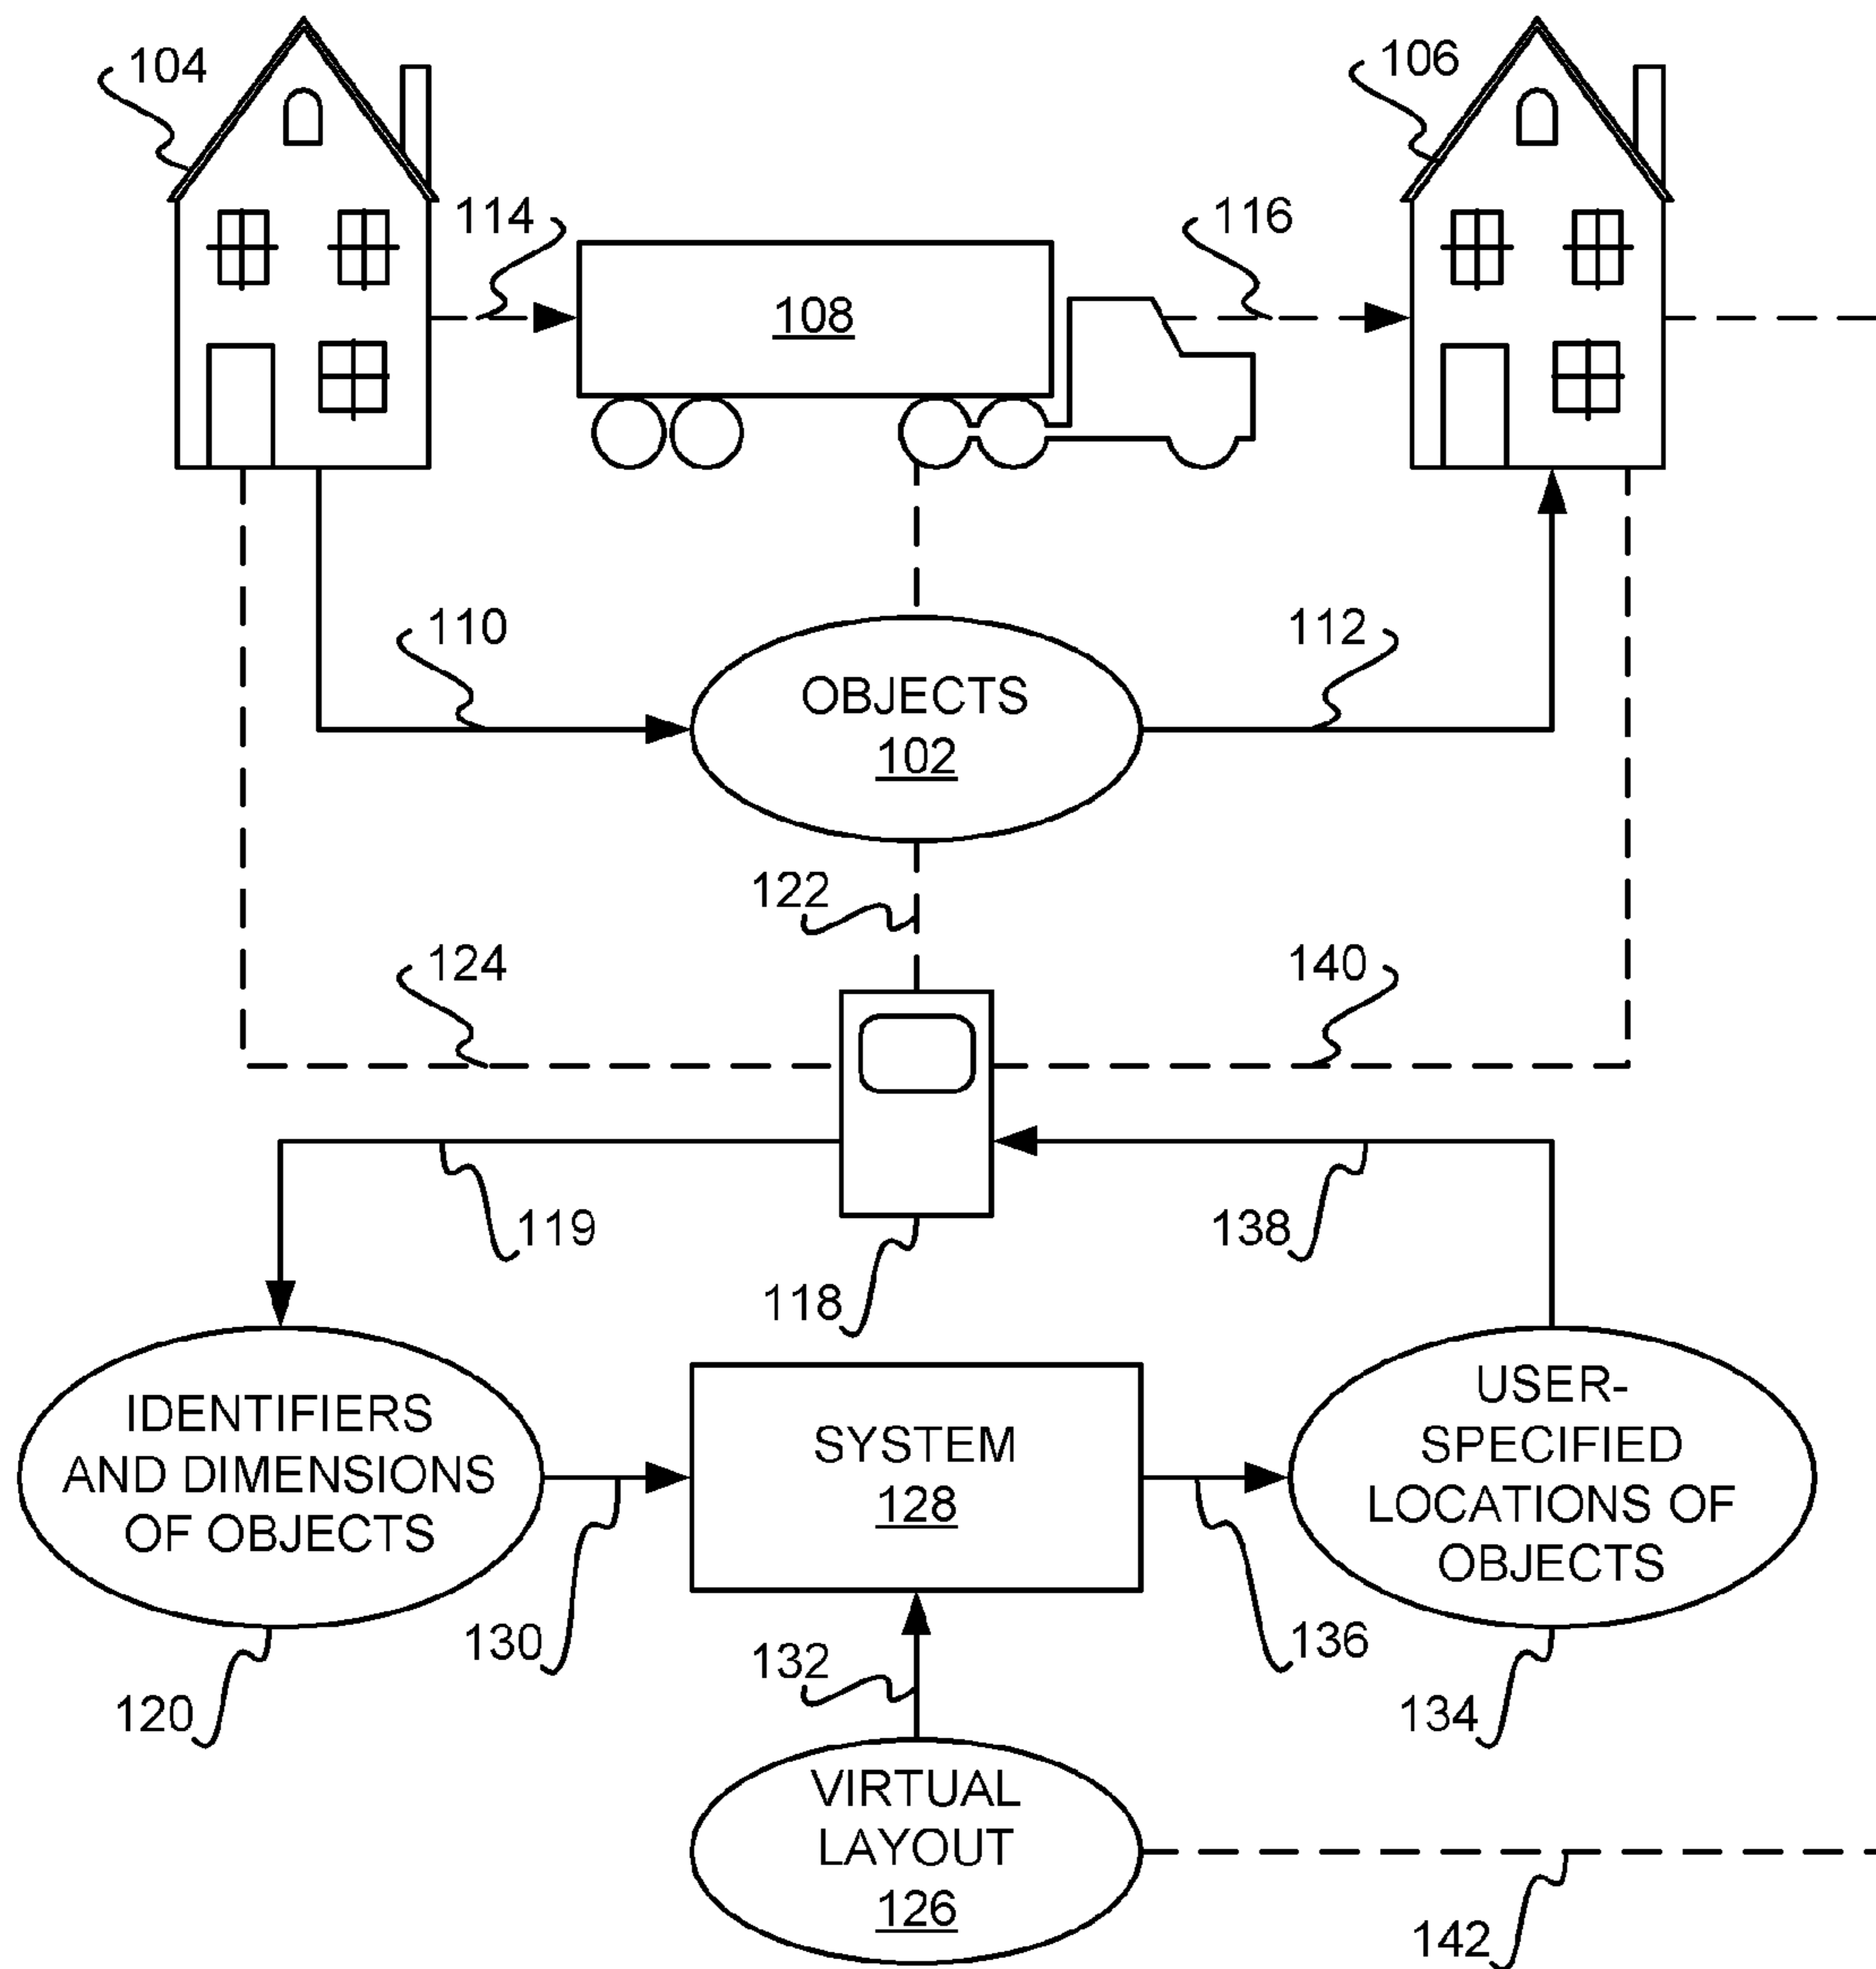 104
106
114
116
108
110
112
OBJECTS
102
122
124
140
119
138
118
IDENTIFIERS
AND DIMENSIONS
OF OBJECTS
SYSTEM
128
USER-
SPECIFIED
LOCATIONS OF
OBJECTS
130
132
136
120
134
VIRTUAL
LAYOUT
126
142